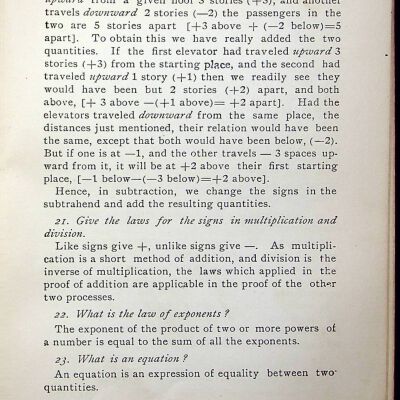 upward from a given floor 3 stories (+3), and another
travels downward 2 stories (—2) the passengers in the
two are 5 stories apart [+3 above + (—2 below)=5
apart]. To obtain this we have really added the two
quantities. If the first elevator had traveled upward 3
stories (+3) from the starting place, and the second had
traveled upward 1 story (+1) then we readily see they
would have been but 2 stories (+2) apart, and both
above, [+ 3 above —(+1 above)= +2 apart]. Had the
elevators traveled downward from the same place, the
distances just mentioned, their relation would have been
the same, except that both would have been below, (—2).
But if one is at —1, and the other travels — 3 spaces up-
ward from it, it will be at +2 above their first starting
place, [—1 below—(—3 below)=+2 above].
Hence, in subtraction, we change the signs in the
subtrahend and add the resulting quantities.
21. Give the laws for the signs in multiplication and
division.
Like signs give +, unlike signs give —. As multipli-
cation is a short method of addition, and division is the
inverse of multiplication, the laws which applied in the
proof of addition are applicable in the proof of the other
two processes.
22. What is the law of exponents?
The exponent of the product of two or more powers of
a number is equal to the sum of all the exponents.
23. What is an equation?
An equation is an expression of equality between two
quantities.